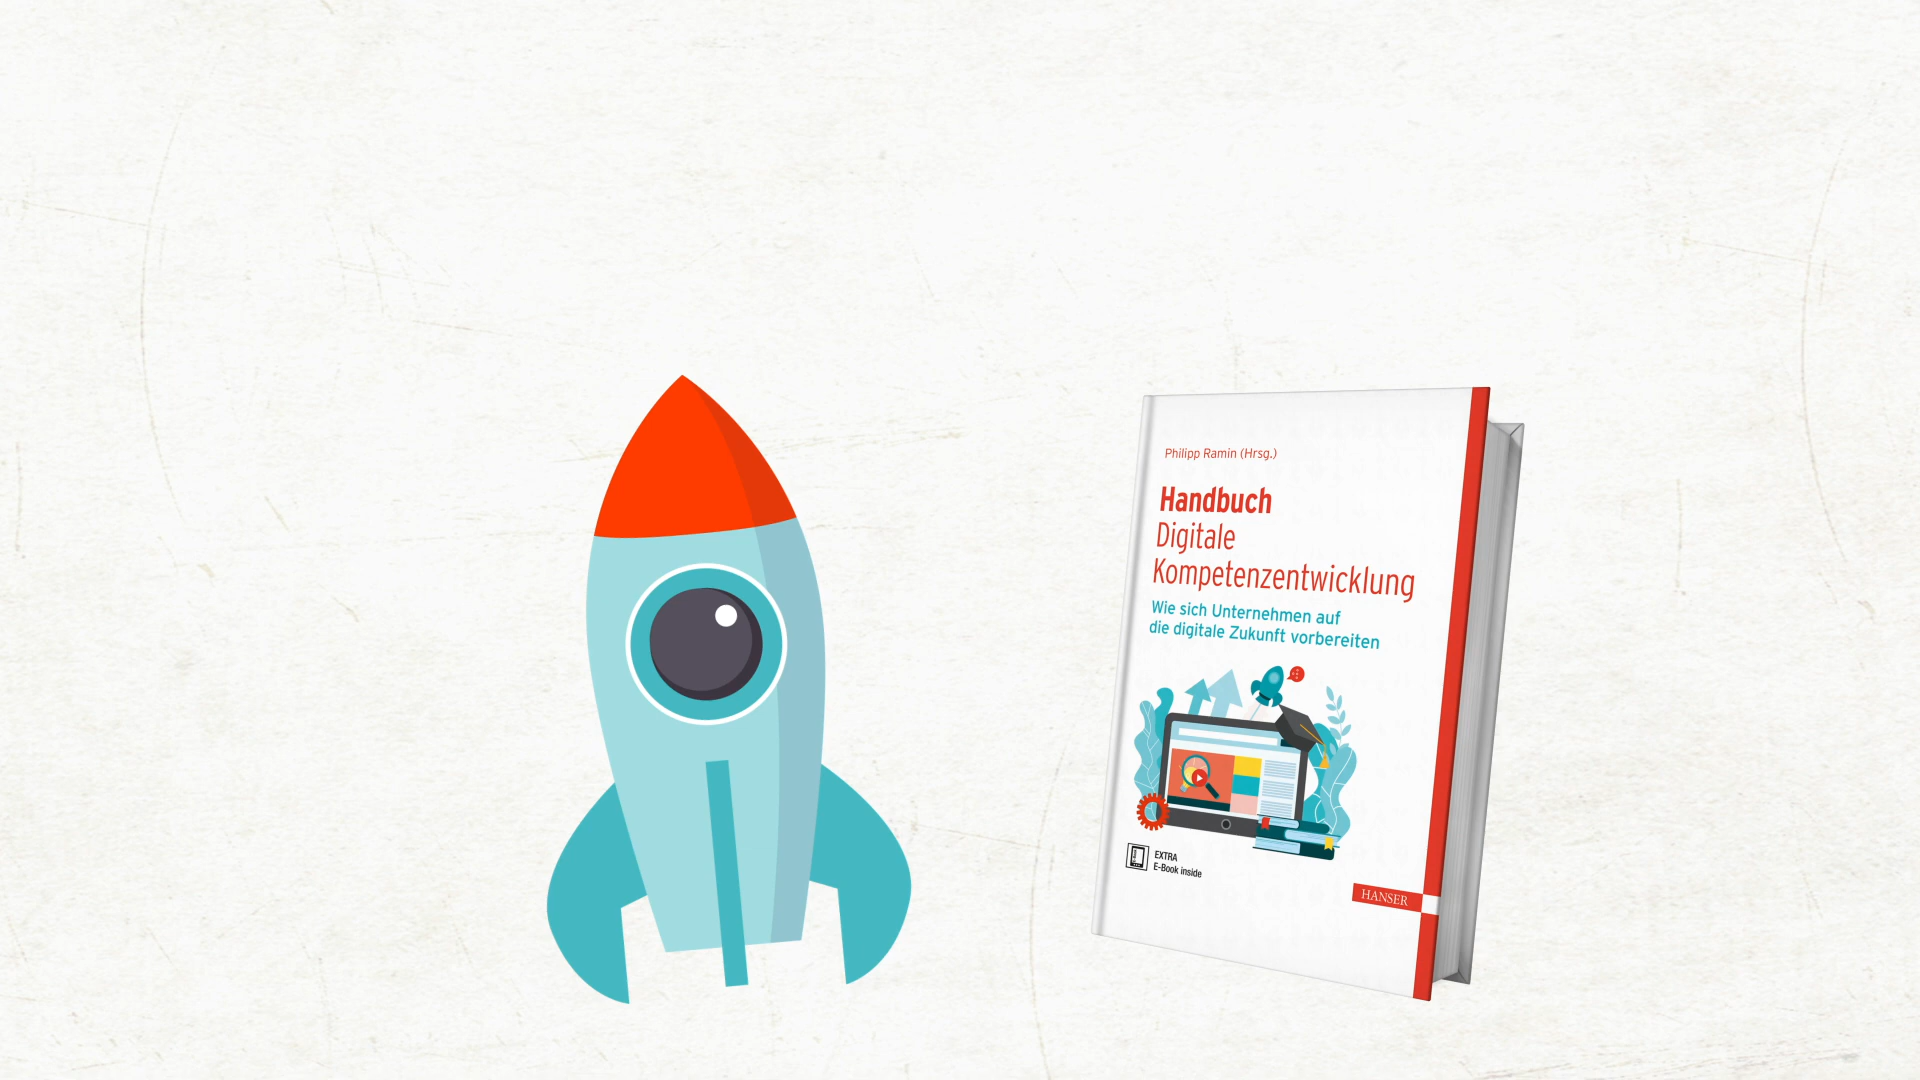 Philipp Ramin (Hrsg.)
Handbuch
Digitale
Kompetenzentwicklung
Wie sich Unternehmen auf
die digitale Zukunft vorbereiten
EXTRA
E-Book inside
HANSER